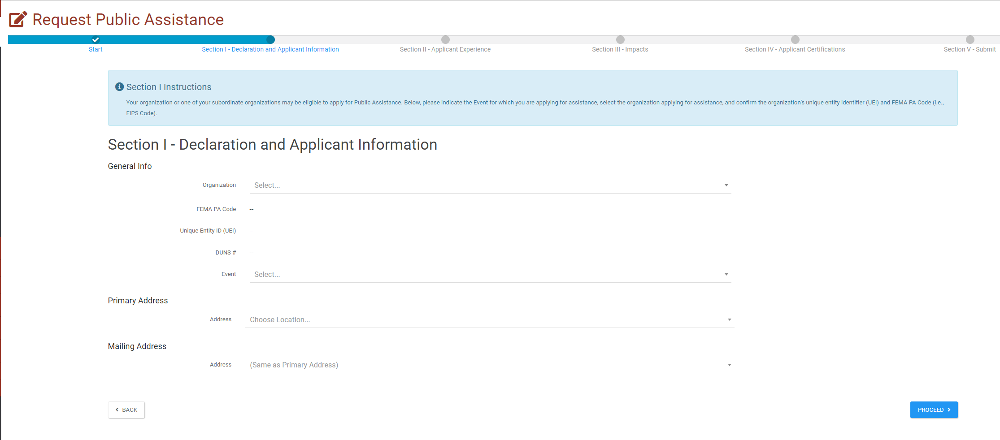 Request Public Assistance
Start
Section I - Declaration and Applicant Information
Section II - Applicant Experience
Section III - Impacts
Section IV - Applicant Certifications
Section V - Submit
Section I Instructions
Your organization or one of your subordinate organizations may be eligible to apply for Public Assistance. Below, please indicate the Event for which you are applying for assistance, select the organization applying for assistance, and confirm the organization's unique entity identifier (UEI) and FEMA PA Code (i.e.,
FIPS Code).
Section I - Declaration and Applicant Information
General Info
Organization Select...
FEMA PA Code --
Unique Entity ID (UEI) --
DUNS # --
Event Select...
Primary Address
Address Choose Location...
Mailing Address
Address (Same as Primary Address)
BACK
PROCEED